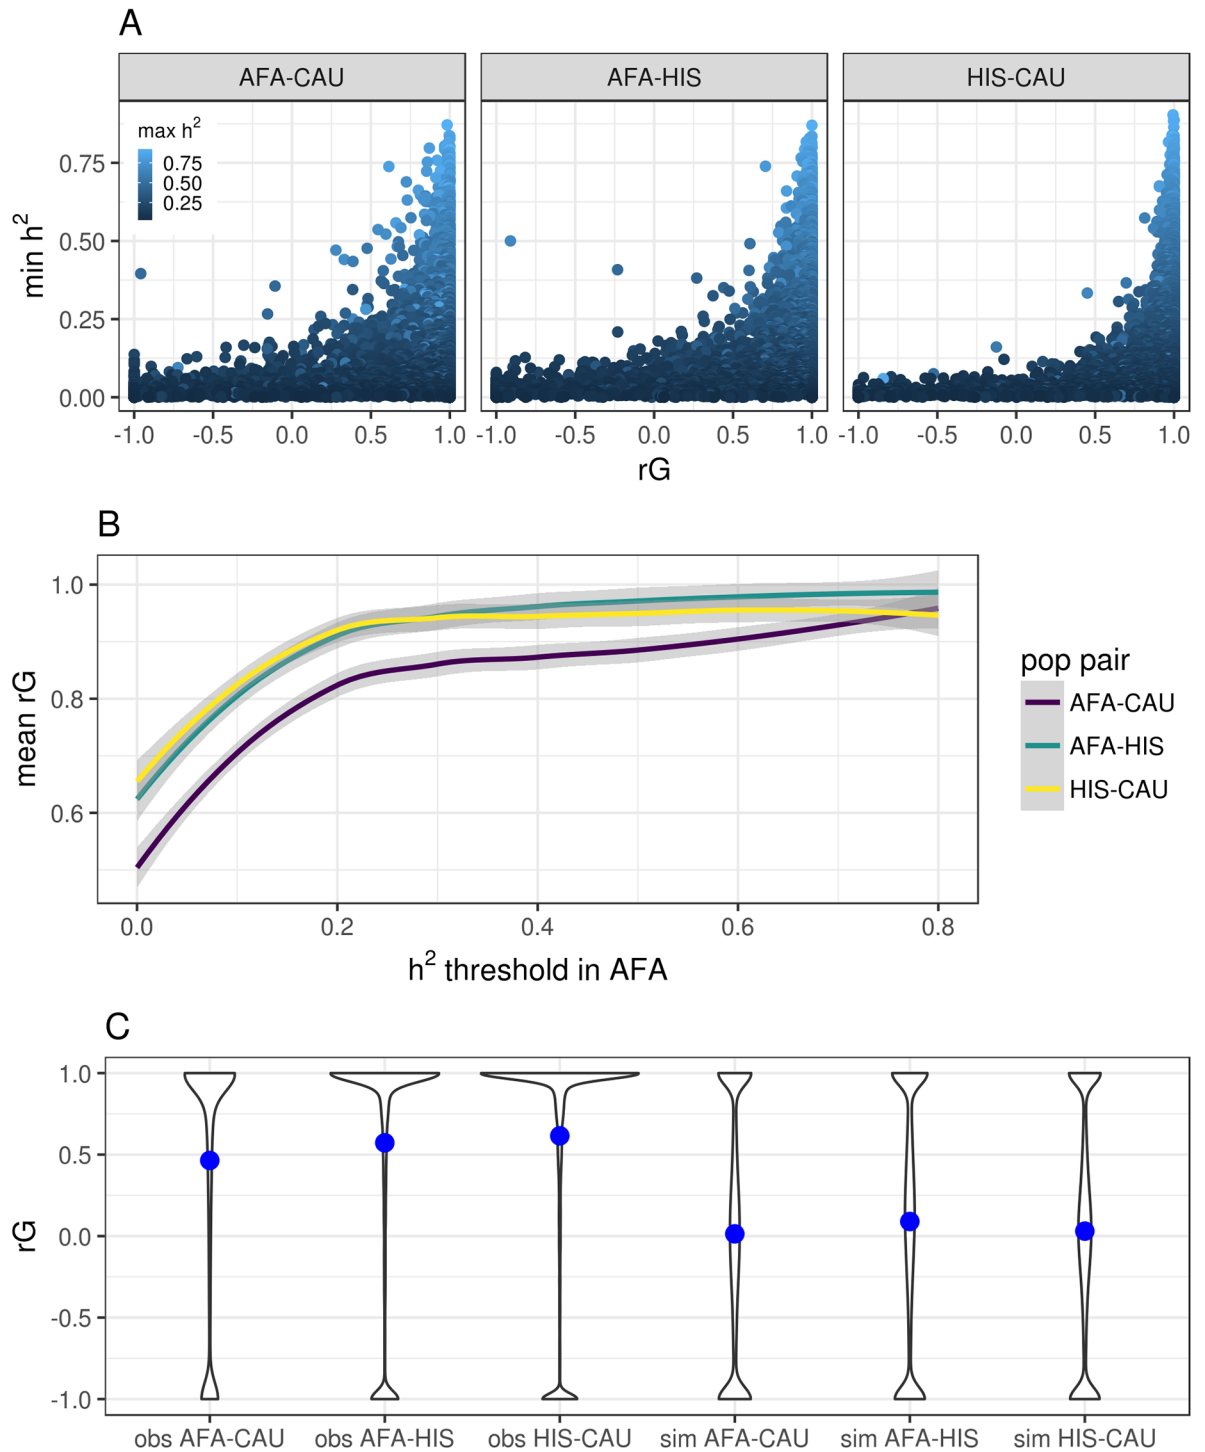 A
AFA-CAU
AFA-HIS
HIS-CAU
max h²
0.75
0.50
0.25
min h²
0.75
0.50
0.25
0.00
-1.0 -0.5 0.0 0.5 1.0
-1.0 -0.5 0.0 0.5 1.0
-1.0 -0.5 0.0 0.5 1.0
rG
B
mean rG
1.0
0.8
0.6
0.0 0.2 0.4 0.6 0.8
h² threshold in AFA
pop pair
AFA-CAU
AFA-HIS
HIS-CAU
C
rG
1.0
0.5
0.0
-0.5
-1.0
obs AFA-CAU obs AFA-HIS obs HIS-CAU sim AFA-CAU sim AFA-HIS sim HIS-CAU